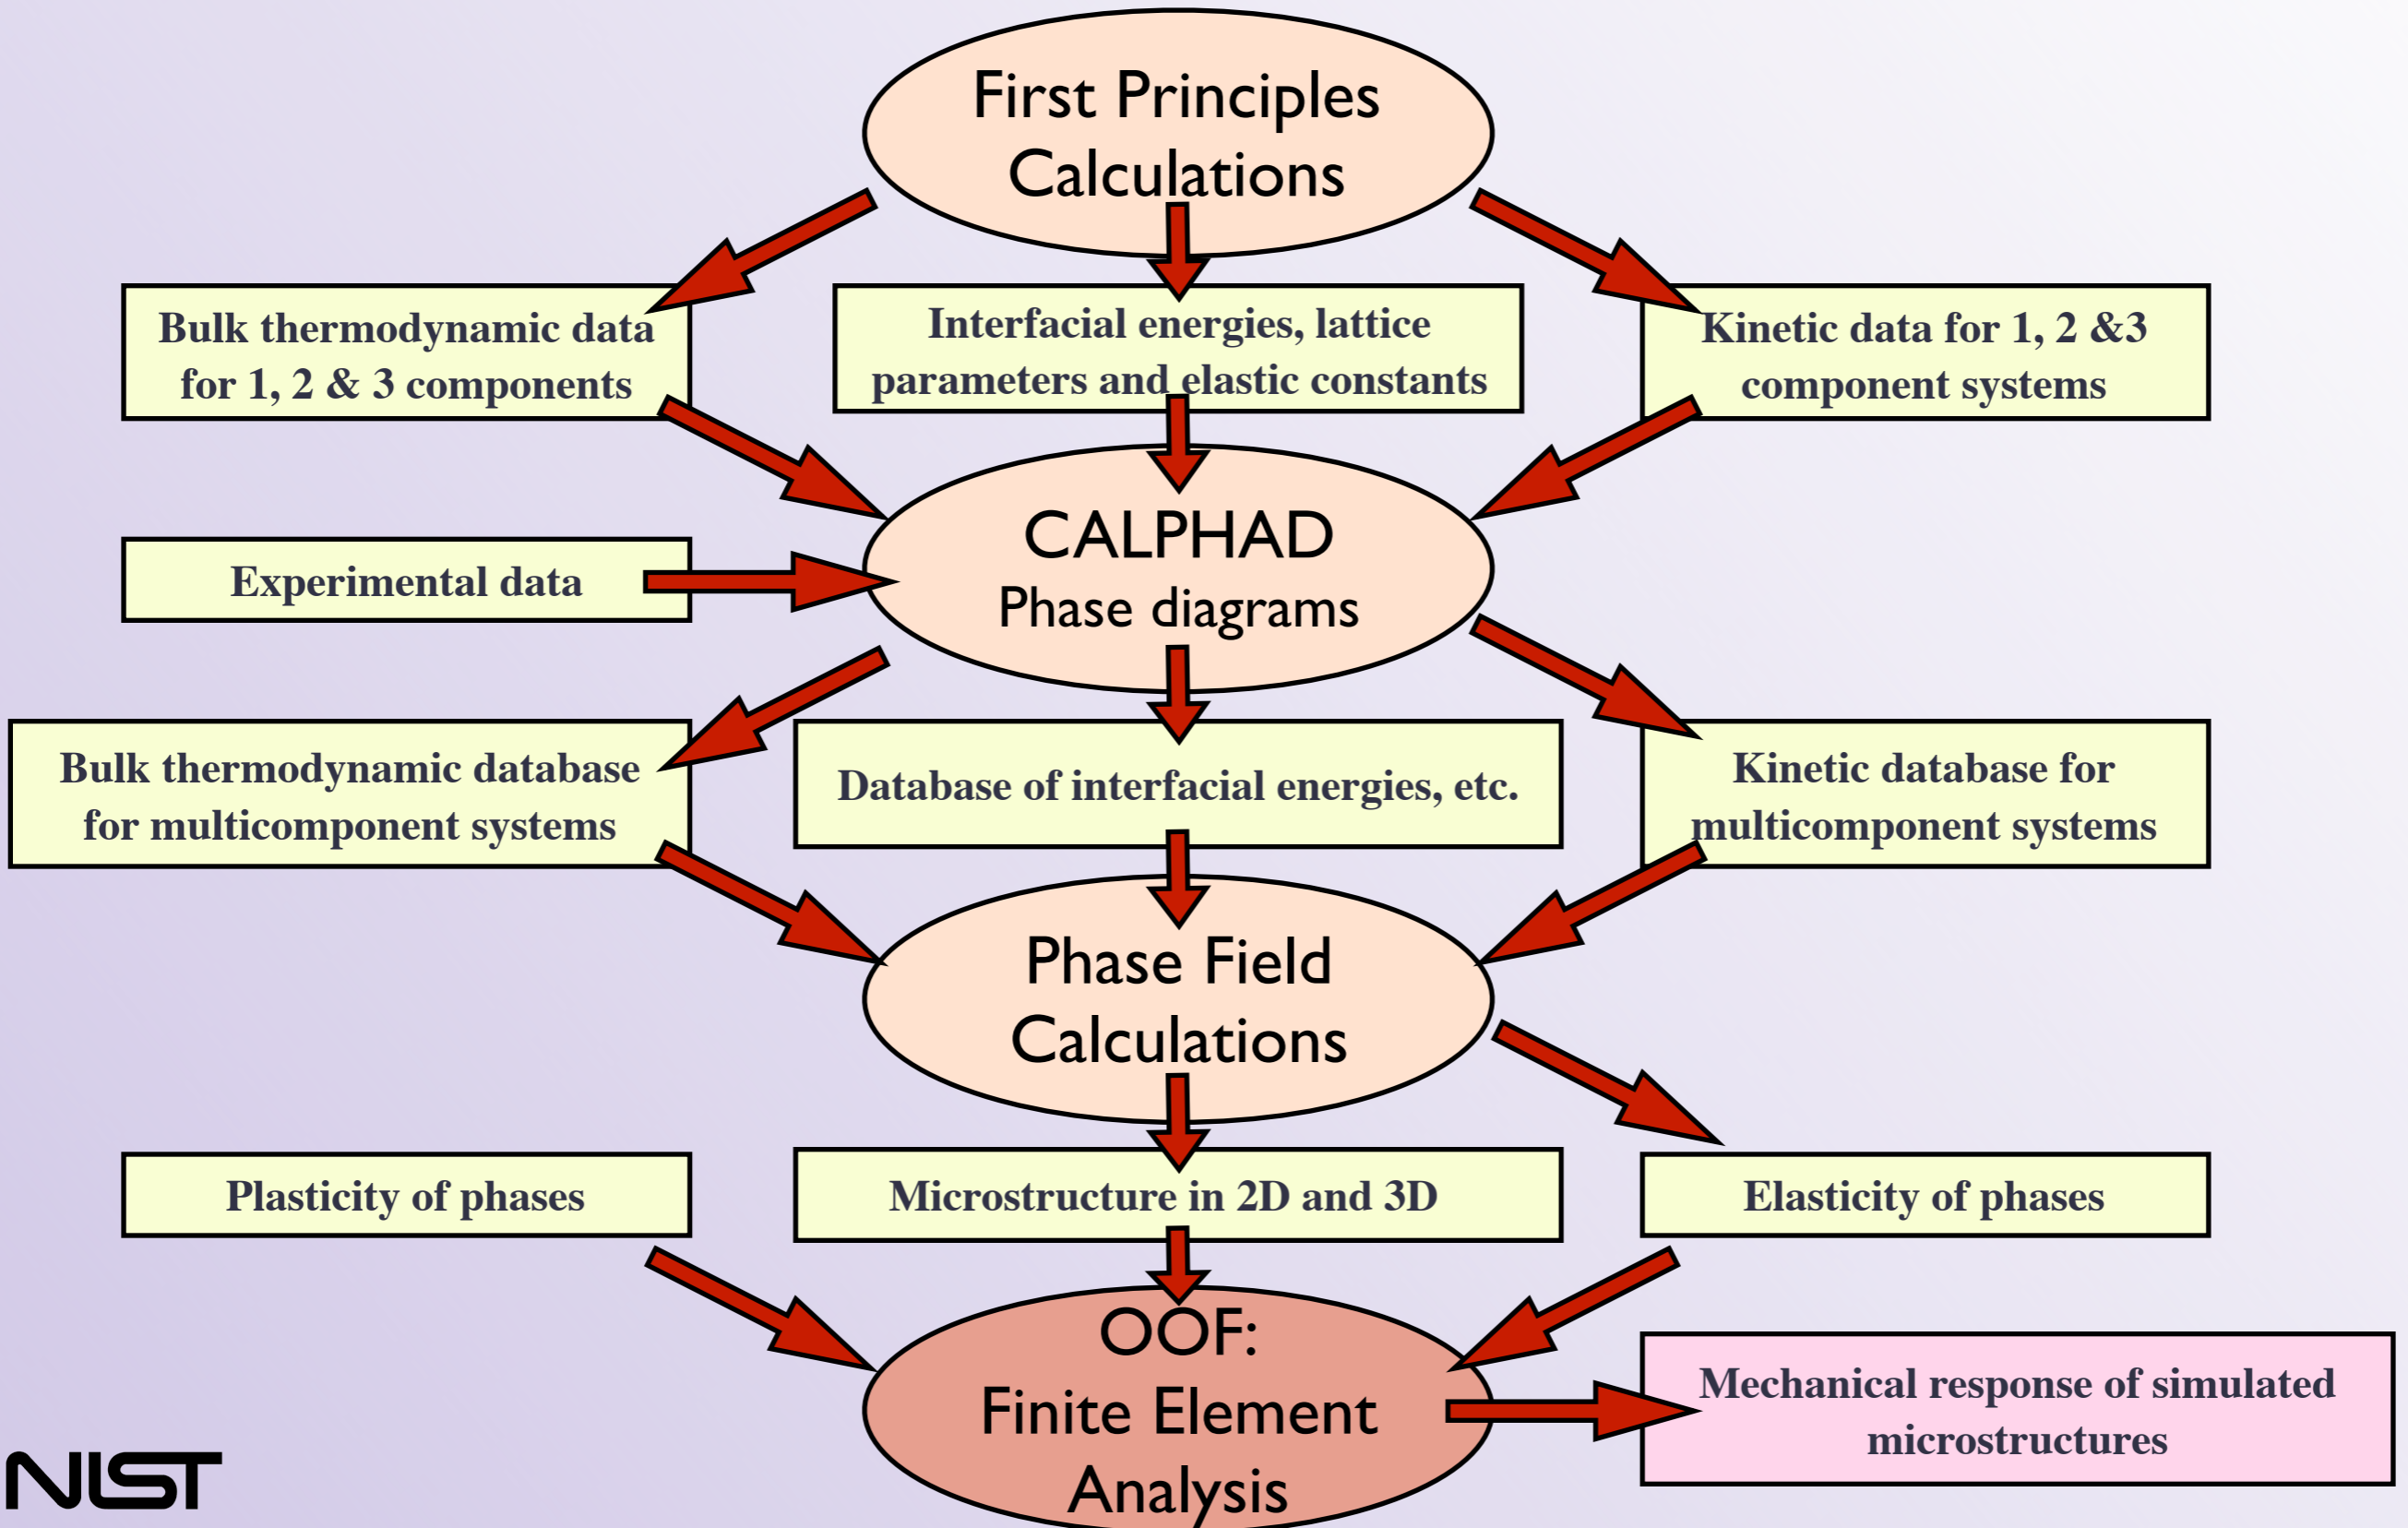 First Principles
Calculations
Bulk thermodynamic data
for 1, 2 & 3 components
Interfacial energies, lattice
parameters and elastic constants
Kinetic data for 1, 2 &3
component systems
CALPHAD
Phase diagrams
Experimental data
Bulk thermodynamic database
for multicomponent systems
Database of interfacial energies, etc.
Kinetic database for
multicomponent systems
Phase Field
Calculations
Plasticity of phases
Microstructure in 2D and 3D
Elasticity of phases
OOF:
Finite Element
Analysis
Mechanical response of simulated
microstructures
NIST